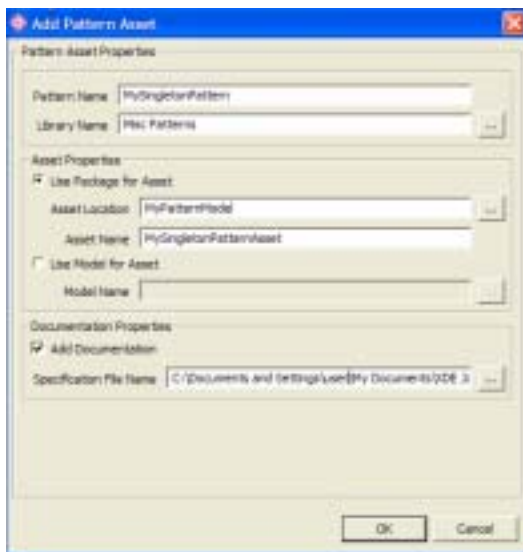 Add Pattern Asset
Pattern Asset Properties
Pattern Name MySingletonPattern
Library Name Misc Patterns ...
Asset Properties
Use Package for Asset
Asset Location MyPatternModel ...
Asset Name MySingletonPatternAsset
Use Model for Asset
Model Name ...
Documentation Properties
Add Documentation
Specification File Name C:\Documents and Settings\user\My Documents\XDE ...
OK Cancel